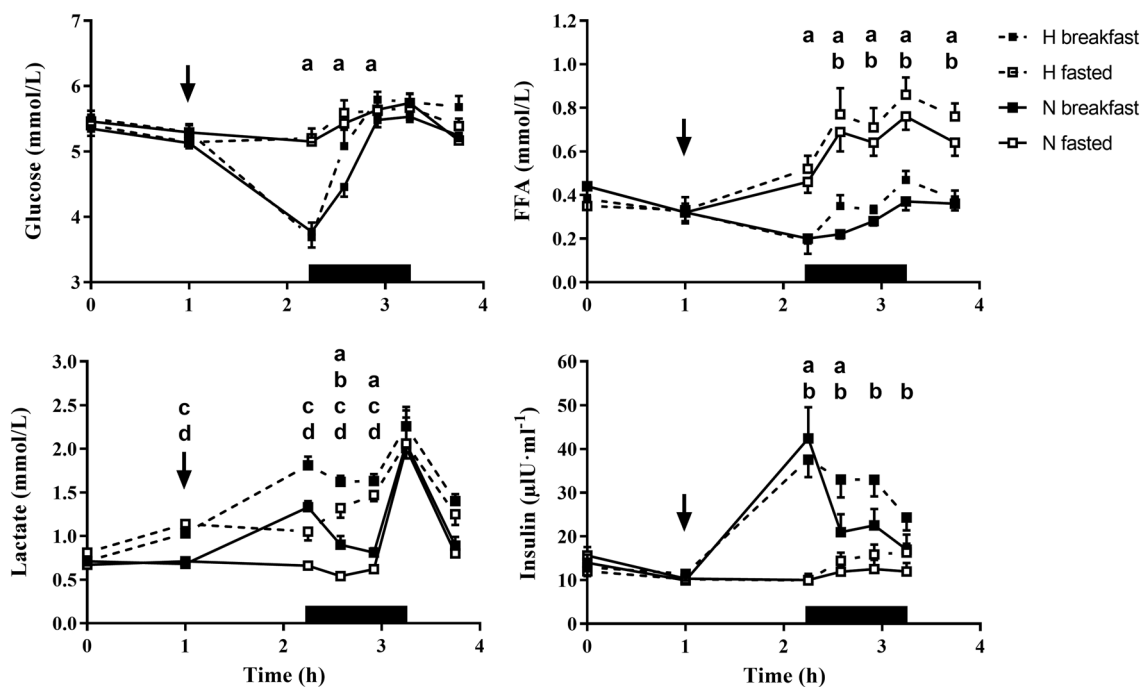 Glucose (mmol/L)
7
6
5
4
3
a a a
0 1 2 3 4
FFA (mmol/L)
1.2
1.0
0.8
0.6
0.4
0.2
0.0
a a a a a
b b b b
0 1 2 3 4
H breakfast
H fasted
N breakfast
N fasted
Lactate (mmol/L)
3.0
2.5
2.0
1.5
1.0
0.5
0.0
a
b a
c c c c
d d d d
0 1 2 3 4
Time (h)
Insulin (µIU·ml⁻¹)
60
50
40
30
20
10
0
a a
b b b b
0 1 2 3 4
Time (h)